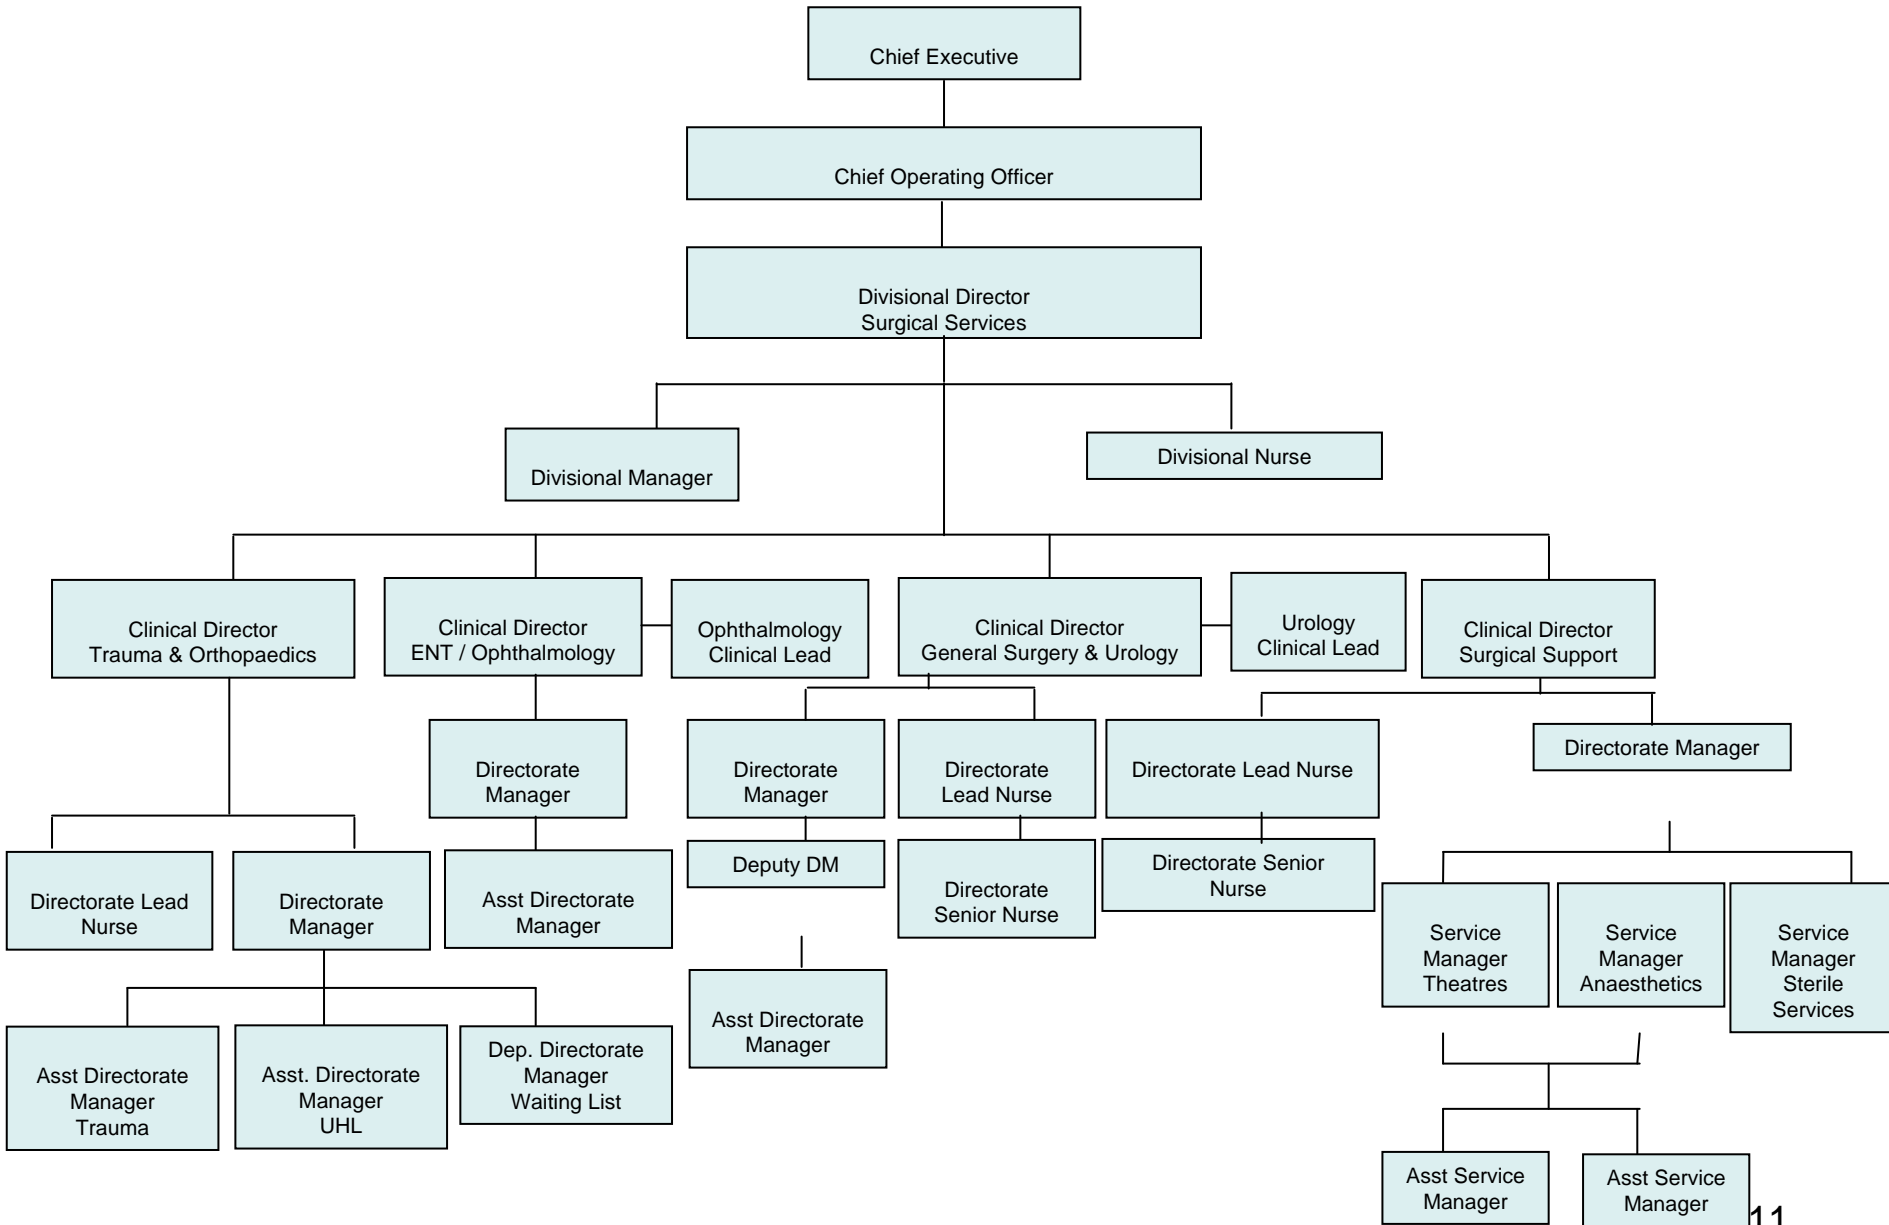 Chief Executive
Chief Operating Officer
Divisional Director
Surgical Services
Divisional Manager
Divisional Nurse
Clinical Director
Trauma & Orthopaedics
Clinical Director
ENT / Ophthalmology
Ophthalmology
Clinical Lead
Clinical Director
General Surgery & Urology
Urology
Clinical Lead
Clinical Director
Surgical Support
Directorate
Manager
Directorate
Manager
Directorate
Lead Nurse
Directorate Lead Nurse
Directorate Manager
Directorate Lead
Nurse
Directorate
Manager
Asst Directorate
Manager
Deputy DM
Directorate
Senior Nurse
Directorate Senior
Nurse
Service
Manager
Theatres
Service
Manager
Anaesthetics
Service
Manager
Sterile
Services
Asst Directorate
Manager
Trauma
Asst. Directorate
Manager
UHL
Dep. Directorate
Manager
Waiting List
Asst Directorate
Manager
Asst Service
Manager
Asst Service
Manager
11